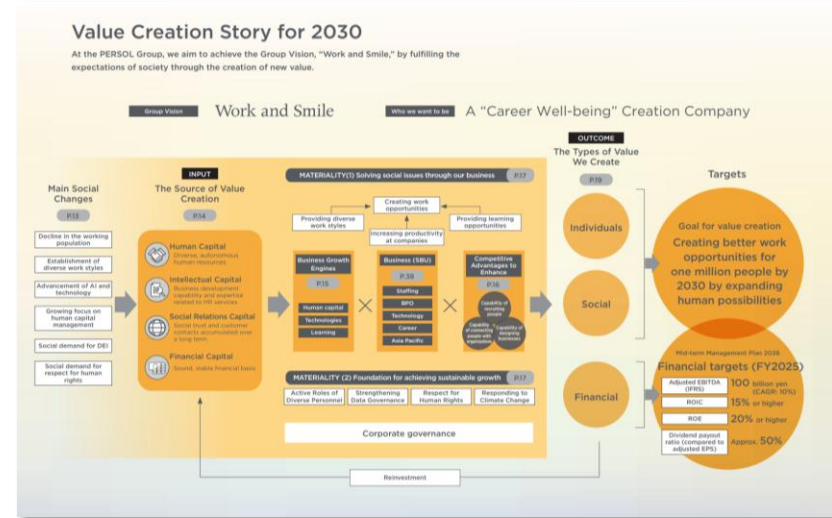 Value Creation Story for 2030
At the PERSOL Group, we aim to achieve the Group Vision, “Work and Smile,” by fulfilling the
expectations of society through the creation of new value.
Group Vision
Work and Smile
Who we want to be
A “Career Well-being” Creation Company
Main Social
Changes
P.13
Decline in the working
population
Establishment of
diverse work styles
Advancement of AI and
technology
Growing focus on
human capital
management
Social demand for DEI
Social demand for
respect for human
rights
INPUT
The Source of Value
Creation
P.14
Human Capital
Diverse, autonomous
human resources
Intellectual Capital
Business development
capability and expertise
related to HR services
Social Relations Capital
Social trust and customer
contacts accumulated over
a long term
Financial Capital
Sound, stable financial basis
MATERIALITY(1) Solving social issues through our business
P.17
Creating work
opportunities
Providing diverse
work styles
Increasing productivity
at companies
Providing learning
opportunities
Business Growth
Engines
P.15
Human capital
Technologies
Learning
Business (SBU)
P.39
Staffing
BPO
Technology
Career
Asia Pacific
Competitive
Advantages to
Enhance
P.16
Capability of
recruiting
people
Capability
of connecting
people with
organizations
Capability of
designing
businesses
MATERIALITY (2) Foundation for achieving sustainable growth
P.17
Active Roles of
Diverse Personnel
Strengthening
Data Governance
Respect for
Human Rights
Responding to
Climate Change
Corporate governance
Reinvestment
OUTCOME
The Types of Value
We Create
P.19
Individuals
Social
Financial
Targets
Goal for value creation
Creating better work
opportunities for
one million people by
2030 by expanding
human possibilities
Mid-term Management Plan 2026
Financial targets (FY2025)
Adjusted EBITDA
(IFRS)
100 billion yen
(CAGR: 10%)
ROIC
15% or higher
ROE
20% or higher
Dividend payout
ratio (compared to
adjusted EPS)
Approx. 50%